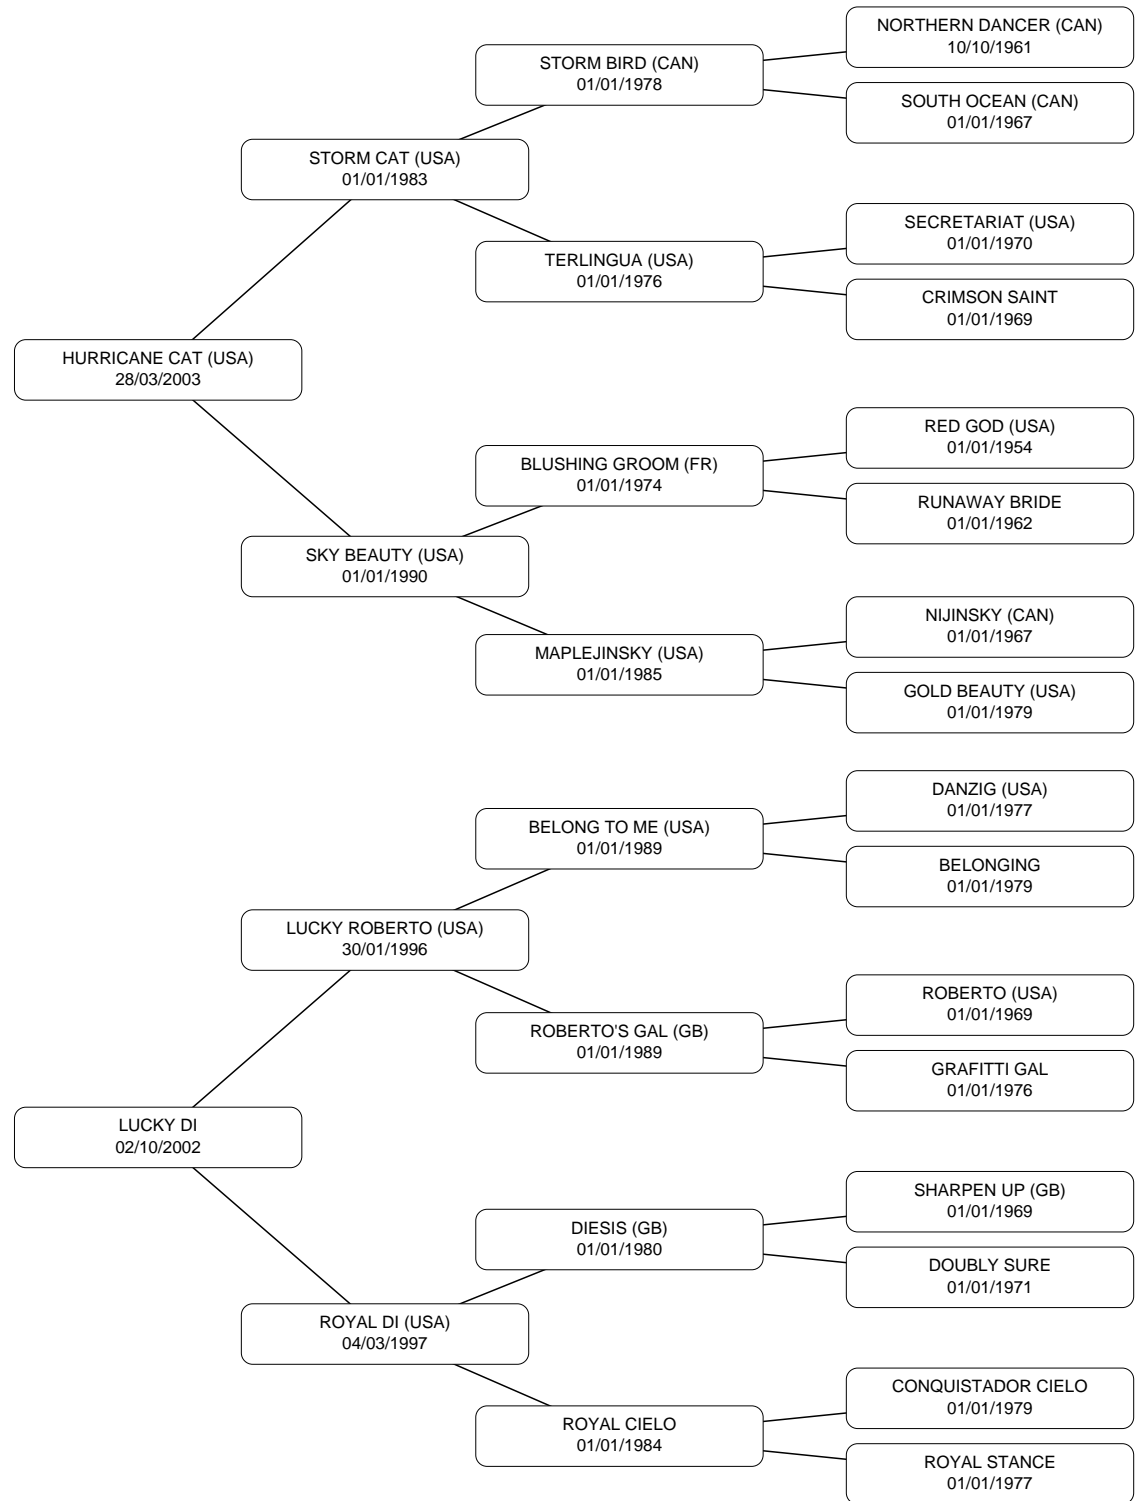 NORTHERN DANCER (CAN)
10/10/1961
STORM BIRD (CAN)
01/01/1978
SOUTH OCEAN (CAN)
01/01/1967
STORM CAT (USA)
01/01/1983
SECRETARIAT (USA)
01/01/1970
TERLINGUA (USA)
01/01/1976
CRIMSON SAINT
01/01/1969
HURRICANE CAT (USA)
28/03/2003
RED GOD (USA)
01/01/1954
BLUSHING GROOM (FR)
01/01/1974
RUNAWAY BRIDE
01/01/1962
SKY BEAUTY (USA)
01/01/1990
NIJINSKY (CAN)
01/01/1967
MAPLEJINSKY (USA)
01/01/1985
GOLD BEAUTY (USA)
01/01/1979
DANZIG (USA)
01/01/1977
BELONG TO ME (USA)
01/01/1989
BELONGING
01/01/1979
LUCKY ROBERTO (USA)
30/01/1996
ROBERTO (USA)
01/01/1969
ROBERTO'S GAL (GB)
01/01/1989
GRAFITTI GAL
01/01/1976
LUCKY DI
02/10/2002
SHARPEN UP (GB)
01/01/1969
DIESIS (GB)
01/01/1980
DOUBLY SURE
01/01/1971
ROYAL DI (USA)
04/03/1997
CONQUISTADOR CIELO
01/01/1979
ROYAL CIELO
01/01/1984
ROYAL STANCE
01/01/1977